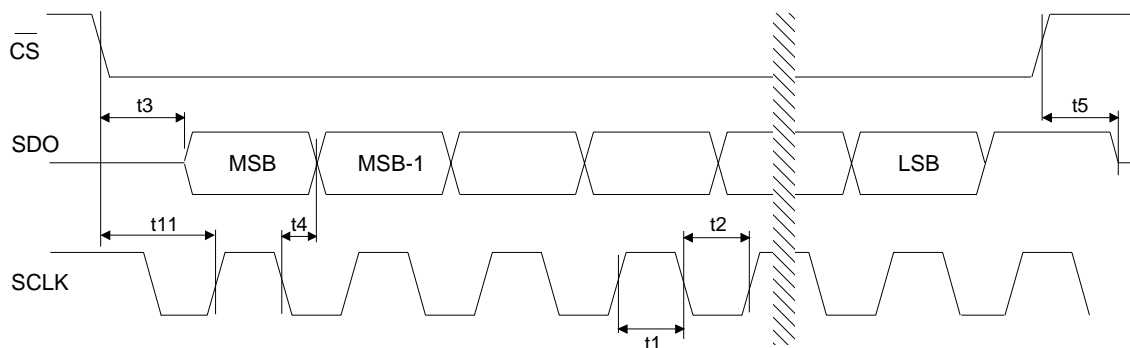 CS
t3
t5
SDO
MSB
MSB-1
LSB
t11
t4
t2
SCLK
t1